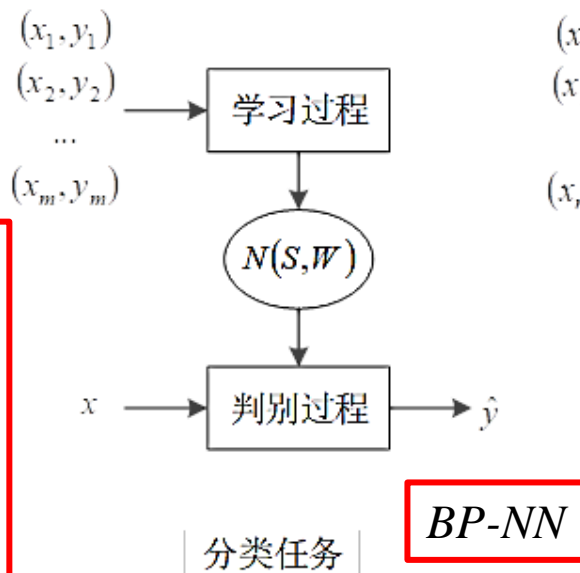 (x₁, y₁)
(x₂, y₂)
...
(xₘ, yₘ)
学习过程
N(S,W)
x
判别过程
ŷ
分类任务
BP-NN
(x
(x
(x